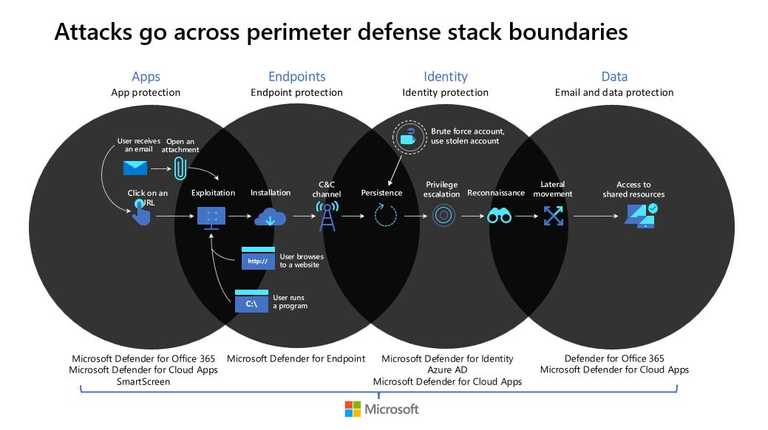 Attacks go across perimeter defense stack boundaries
Apps
App protection
Endpoints
Endpoint protection
Identity
Identity protection
Data
Email and data protection
User receives
an email
Open an
attachment
Brute force account,
use stolen account
Click on an
URL
Exploitation
Installation
C&C
channel
Persistence
Privilege
escalation
Reconnaissance
Lateral
movement
Access to
shared resources
http://
User browses
to a website
C:\
User runs
a program
Microsoft Defender for Office 365
Microsoft Defender for Cloud Apps
SmartScreen
Microsoft Defender for Endpoint
Microsoft Defender for Identity
Azure AD
Microsoft Defender for Cloud Apps
Defender for Office 365
Microsoft Defender for Cloud Apps
Microsoft